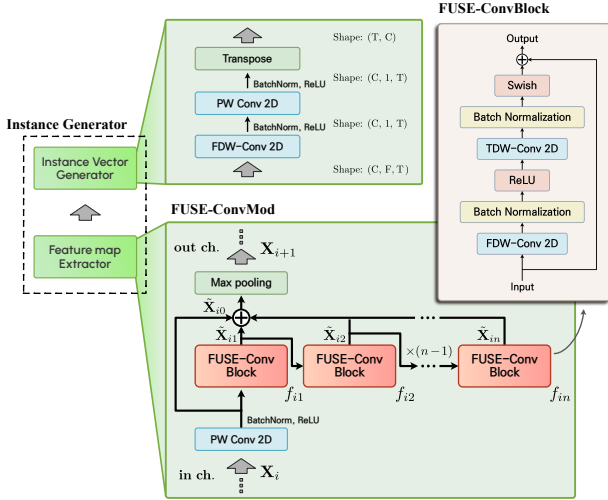 Instance Generator
Instance Vector
Generator
Feature map
Extractor
Shape: (T, C)
Transpose
BatchNorm, ReLU
Shape: (C, 1, T)
PW Conv 2D
BatchNorm, ReLU
Shape: (C, 1, T)
FDW-Conv 2D
Shape: (C, F, T)
FUSE-ConvBlock
Output
Swish
Batch Normalization
TDW-Conv 2D
ReLU
Batch Normalization
FDW-Conv 2D
Input
FUSE-ConvMod
out ch.
X_{i+1}
Max pooling
X̃_{i0}
X̃_{i1}
X̃_{i2}
X̃_{in}
FUSE-Conv
Block
f_{i1}
FUSE-Conv
Block
f_{i2}
×(n−1)
FUSE-Conv
Block
f_{in}
BatchNorm, ReLU
PW Conv 2D
in ch.
X_i